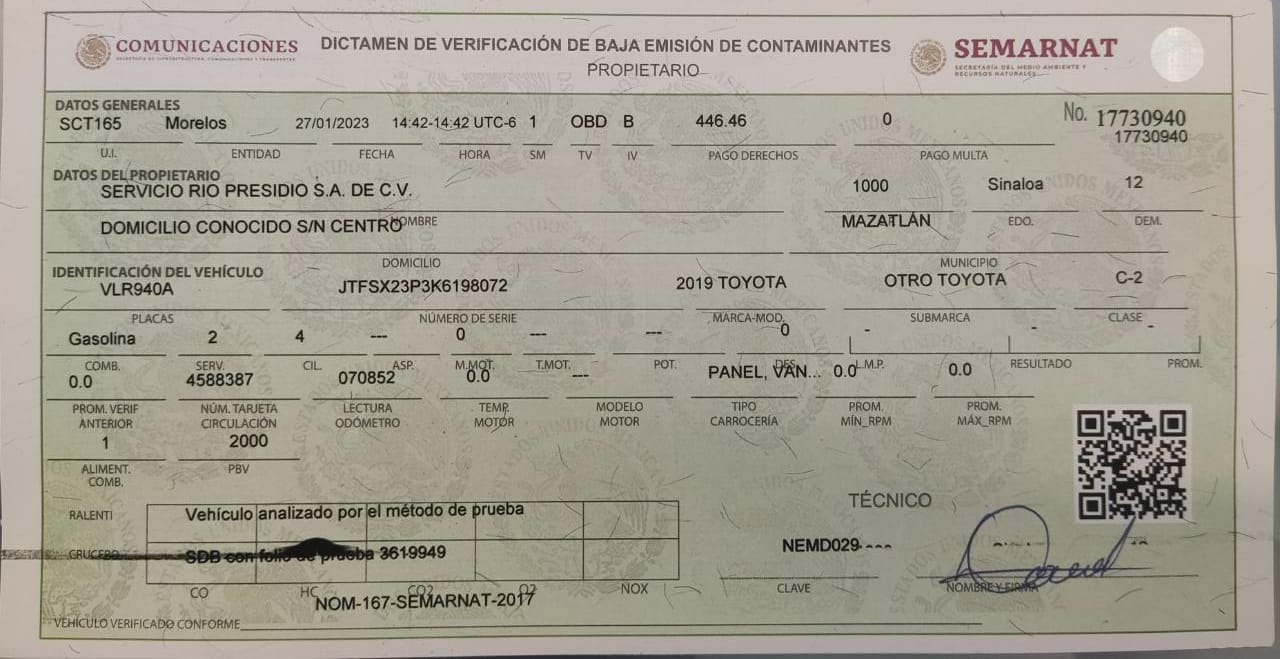 COMUNICACIONES
SECRETARÍA DE INFRAESTRUCTURA, COMUNICACIONES Y TRANSPORTES
DICTAMEN DE VERIFICACIÓN DE BAJA EMISIÓN DE CONTAMINANTES
PROPIETARIO
SEMARNAT
SECRETARÍA DEL MEDIO AMBIENTE Y
RECURSOS NATURALES
DATOS GENERALES
SCT165 Morelos 27/01/2023 14:42-14:42 UTC-6 1 OBD B 446.46 0
No. 17730940
17730940
U.I. ENTIDAD FECHA HORA SM TV IV PAGO DERECHOS PAGO MULTA
DATOS DEL PROPIETARIO
SERVICIO RIO PRESIDIO S.A. DE C.V. 1000 Sinaloa 12
NOMBRE EDO. DEM.
DOMICILIO CONOCIDO S/N CENTRO MAZATLÁN
DOMICILIO MUNICIPIO
IDENTIFICACIÓN DEL VEHÍCULO
VLR940A JTFSX23P3K6198072 2019 TOYOTA OTRO TOYOTA C-2
PLACAS NÚMERO DE SERIE MARCA-MOD. SUBMARCA CLASE
Gasolina 2 4 --- 0 --- --- 0 - - -
COMB. SERV. CIL. ASP. M.MOT. T.MOT. POT. DES. L.M.P. RESULTADO PROM.
0.0 4588387 070852 0.0 --- PANEL, VAN... 0.0 0.0
PROM. VERIF ANTERIOR NÚM. TARJETA CIRCULACIÓN LECTURA ODÓMETRO TEMP. MOTOR MODELO MOTOR TIPO CARROCERÍA PROM. MÍN_RPM PROM. MÁX_RPM
1 2000
ALIMENT. COMB. PBV
TÉCNICO
RALENTI Vehículo analizado por el método de prueba
CRUCERO SDB con folio de prueba 3619949
NEMD029
CO HC CO2 O2 NOX
CLAVE NOMBRE Y FIRMA
NOM-167-SEMARNAT-2017
VEHÍCULO VERIFICADO CONFORME